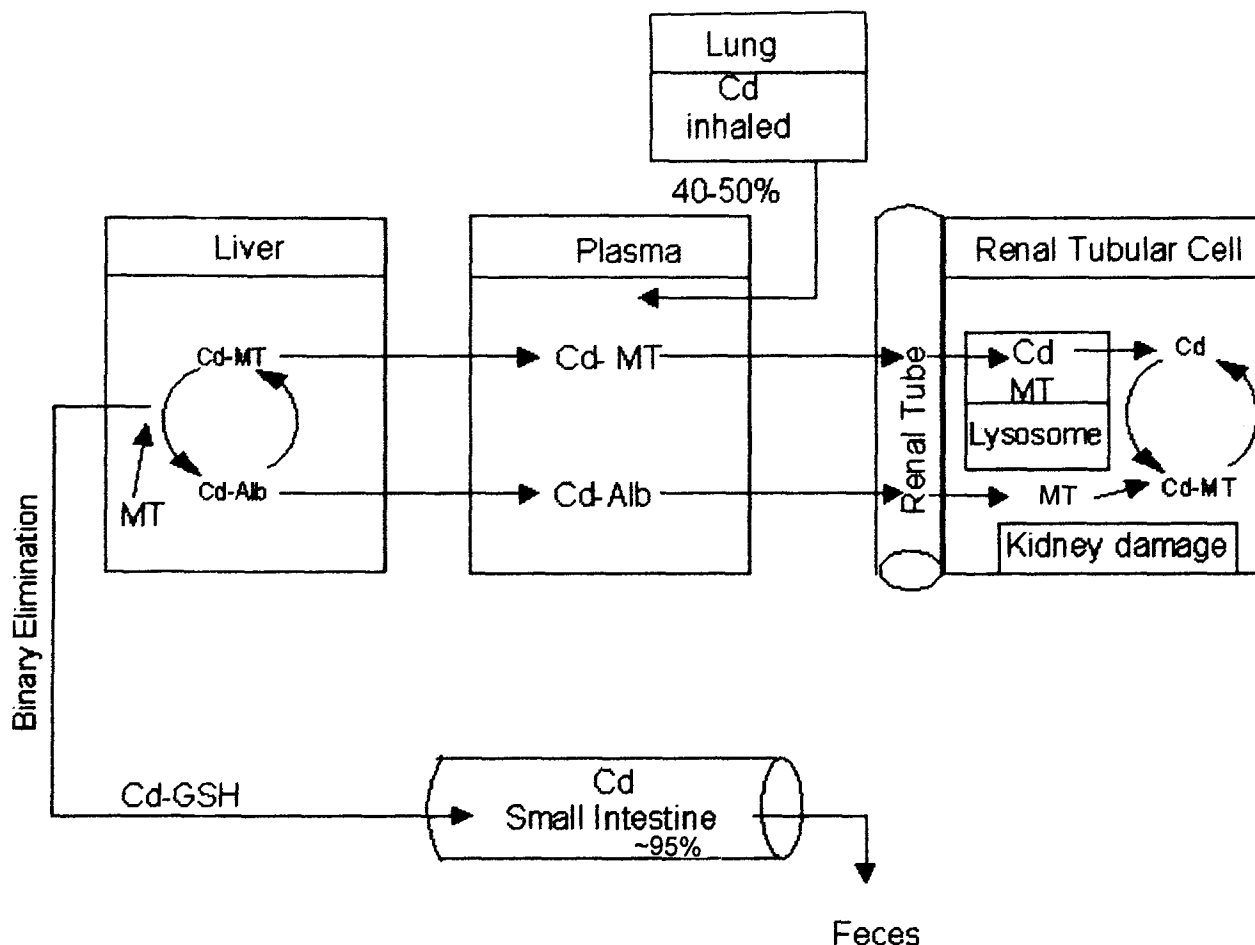 Lung
Cd
inhaled
40-50%
Liver
Cd-MT
Cd-Alb
MT
Plasma
Cd- MT
Cd-Alb
Renal Tube
Renal Tubular Cell
Cd
MT
Lysosome
Cd
MT
Cd-MT
Kidney damage
Binary Elimination
Cd-GSH
Cd
Small Intestine
~95%
Feces